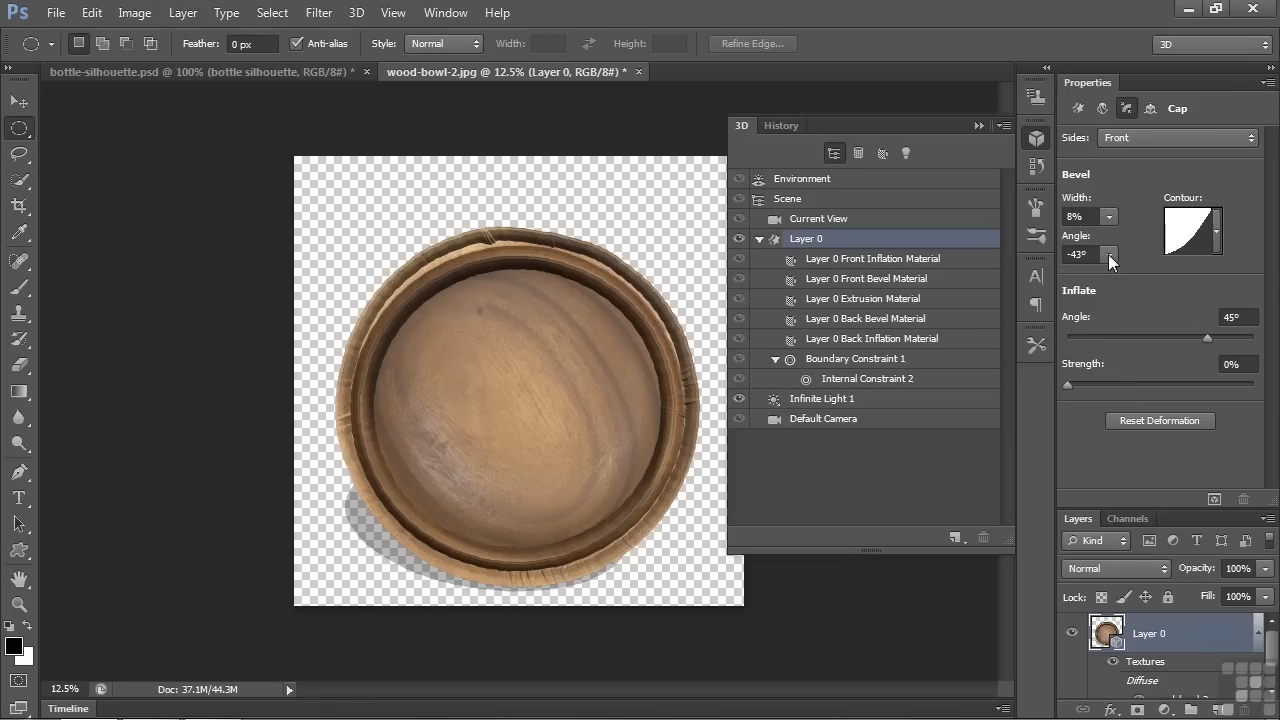 Ps File Edit Image Layer Type Select Filter 3D View Window Help
Feather: 0 px Anti-alias Style: Normal Width: Height: Refine Edge... 3D
bottle-silhouette.psd @ 100% (bottle silhouette, RGB/8#) * × wood-bowl-2.jpg @ 12.5% (Layer 0, RGB/8#) * ×
3D History
Environment
Scene
Current View
Layer 0
Layer 0 Front Inflation Material
Layer 0 Front Bevel Material
Layer 0 Extrusion Material
Layer 0 Back Bevel Material
Layer 0 Back Inflation Material
Boundary Constraint 1
Internal Constraint 2
Infinite Light 1
Default Camera
Properties
Cap
Sides: Front
Bevel
Width: Contour:
8%
Angle:
-43º
Inflate
Angle: 45º
Strength: 0%
Reset Deformation
Layers Channels
Kind
Normal Opacity: 100%
Lock: Fill: 100%
Layer 0
Textures
Diffuse
12.5% Doc: 37.1M/44.3M
Timeline